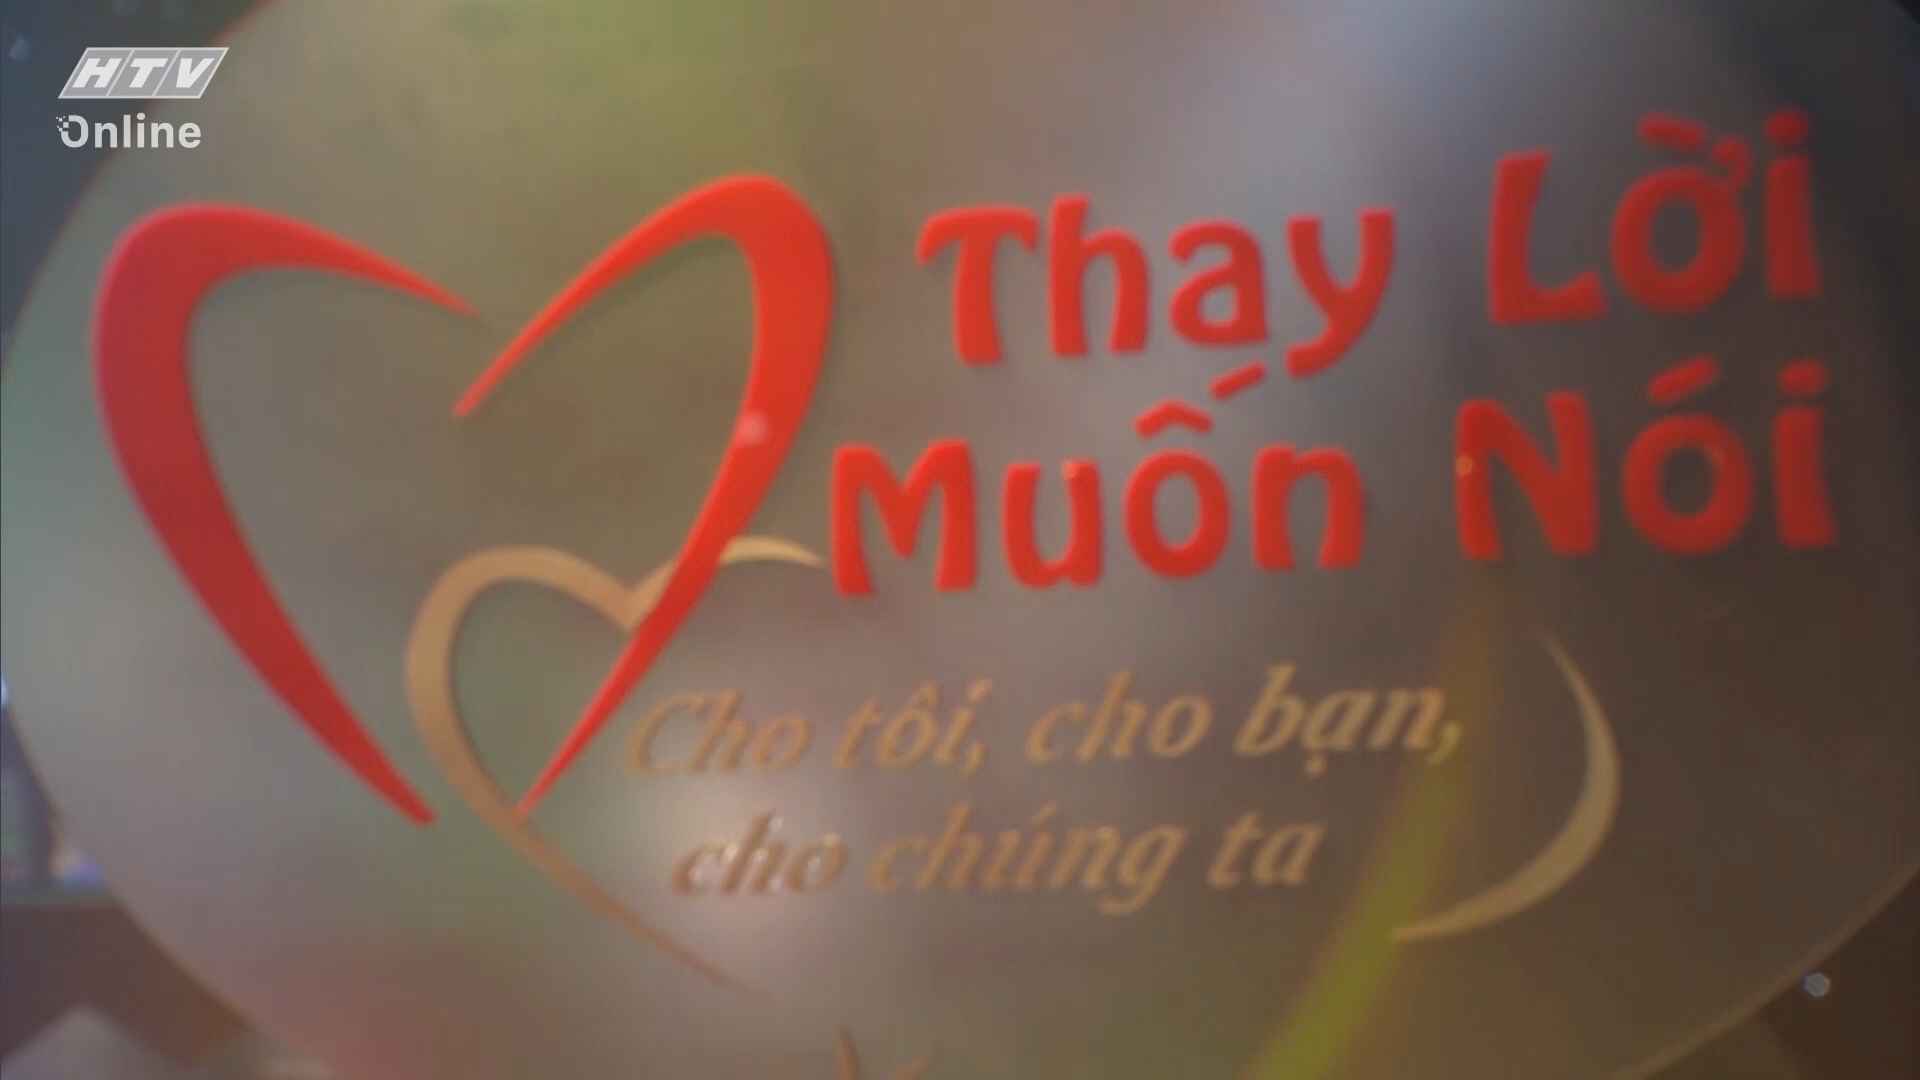 HTV
Online
Thay Lời
Muốn Nói
Cho tôi, cho bạn,
cho chúng ta